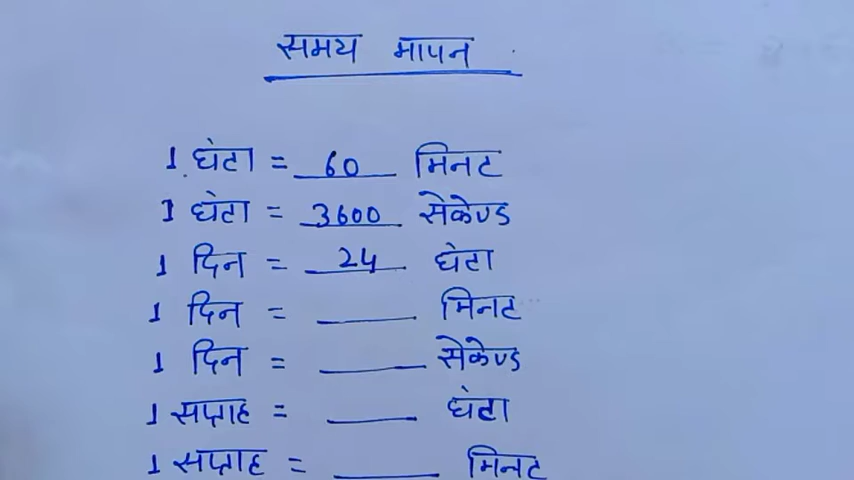 समय मापन
1 घंटा = 60 मिनट
1 घंटा = 3600 सेकेण्ड
1 दिन = 24 घंटा
1 दिन = ____ मिनट
1 दिन = ____ सेकेण्ड
1 सप्ताह = ____ घंटा
1 सप्ताह = ____ मिनट